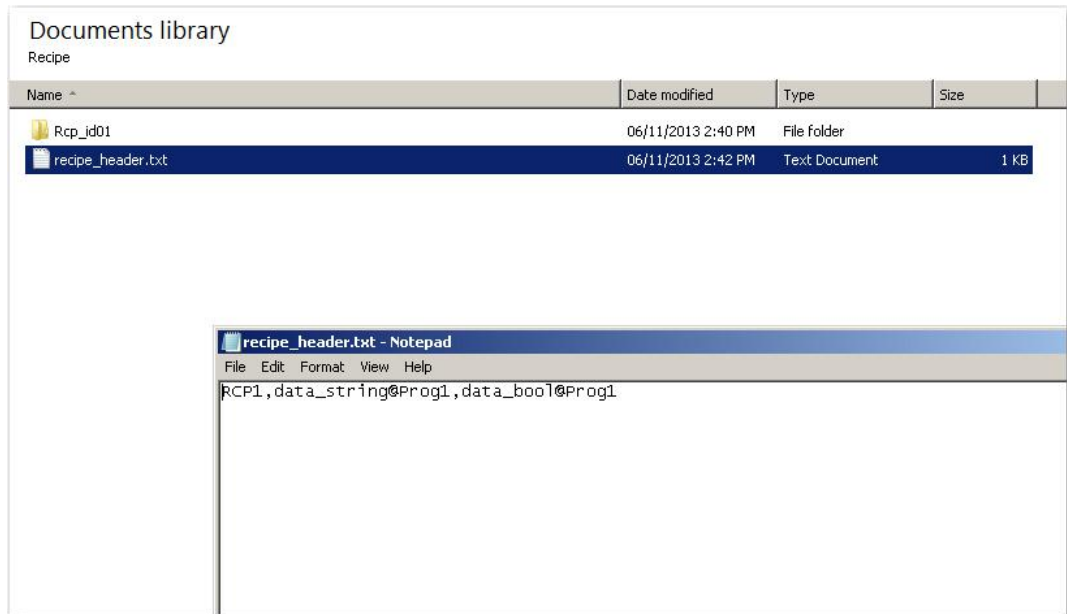 Documents library
Recipe
Name Date modified Type Size
Rcp_id01 06/11/2013 2:40 PM File folder
recipe_header.txt 06/11/2013 2:42 PM Text Document 1 KB
recipe_header.txt - Notepad
File Edit Format View Help
RCP1,data_string@Prog1,data_bool@Prog1